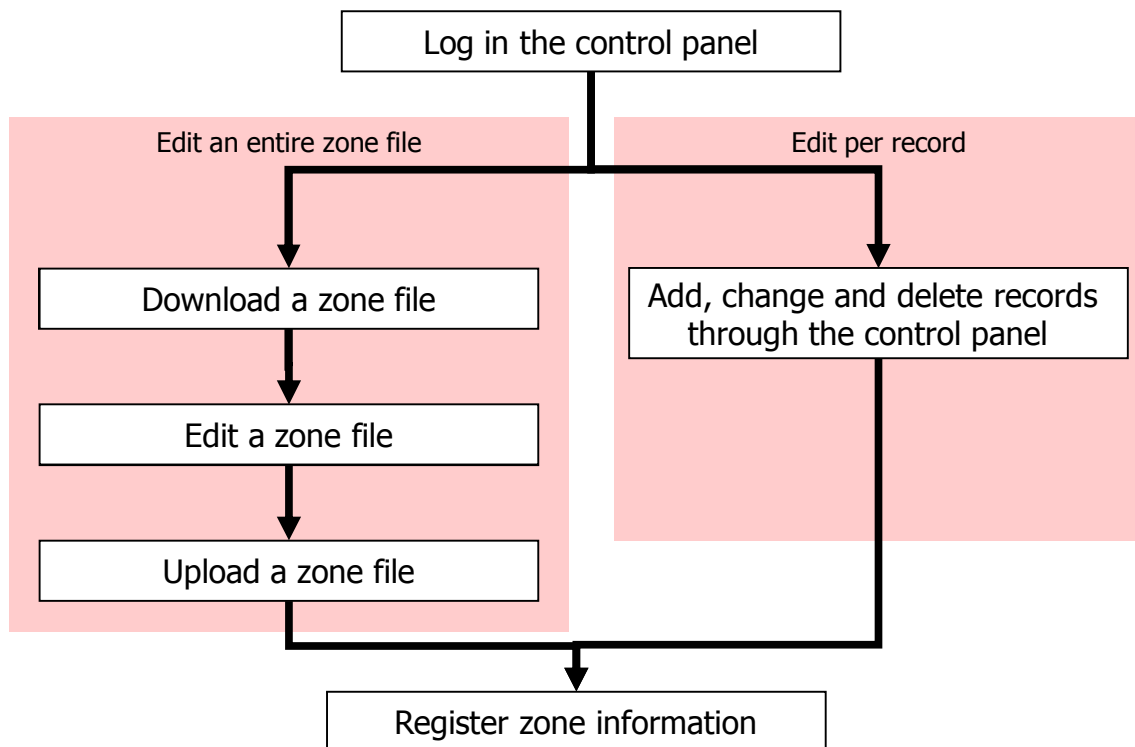 Log in the control panel
Edit an entire zone file
Edit per record
Download a zone file
Add, change and delete records
through the control panel
Edit a zone file
Upload a zone file
Register zone information